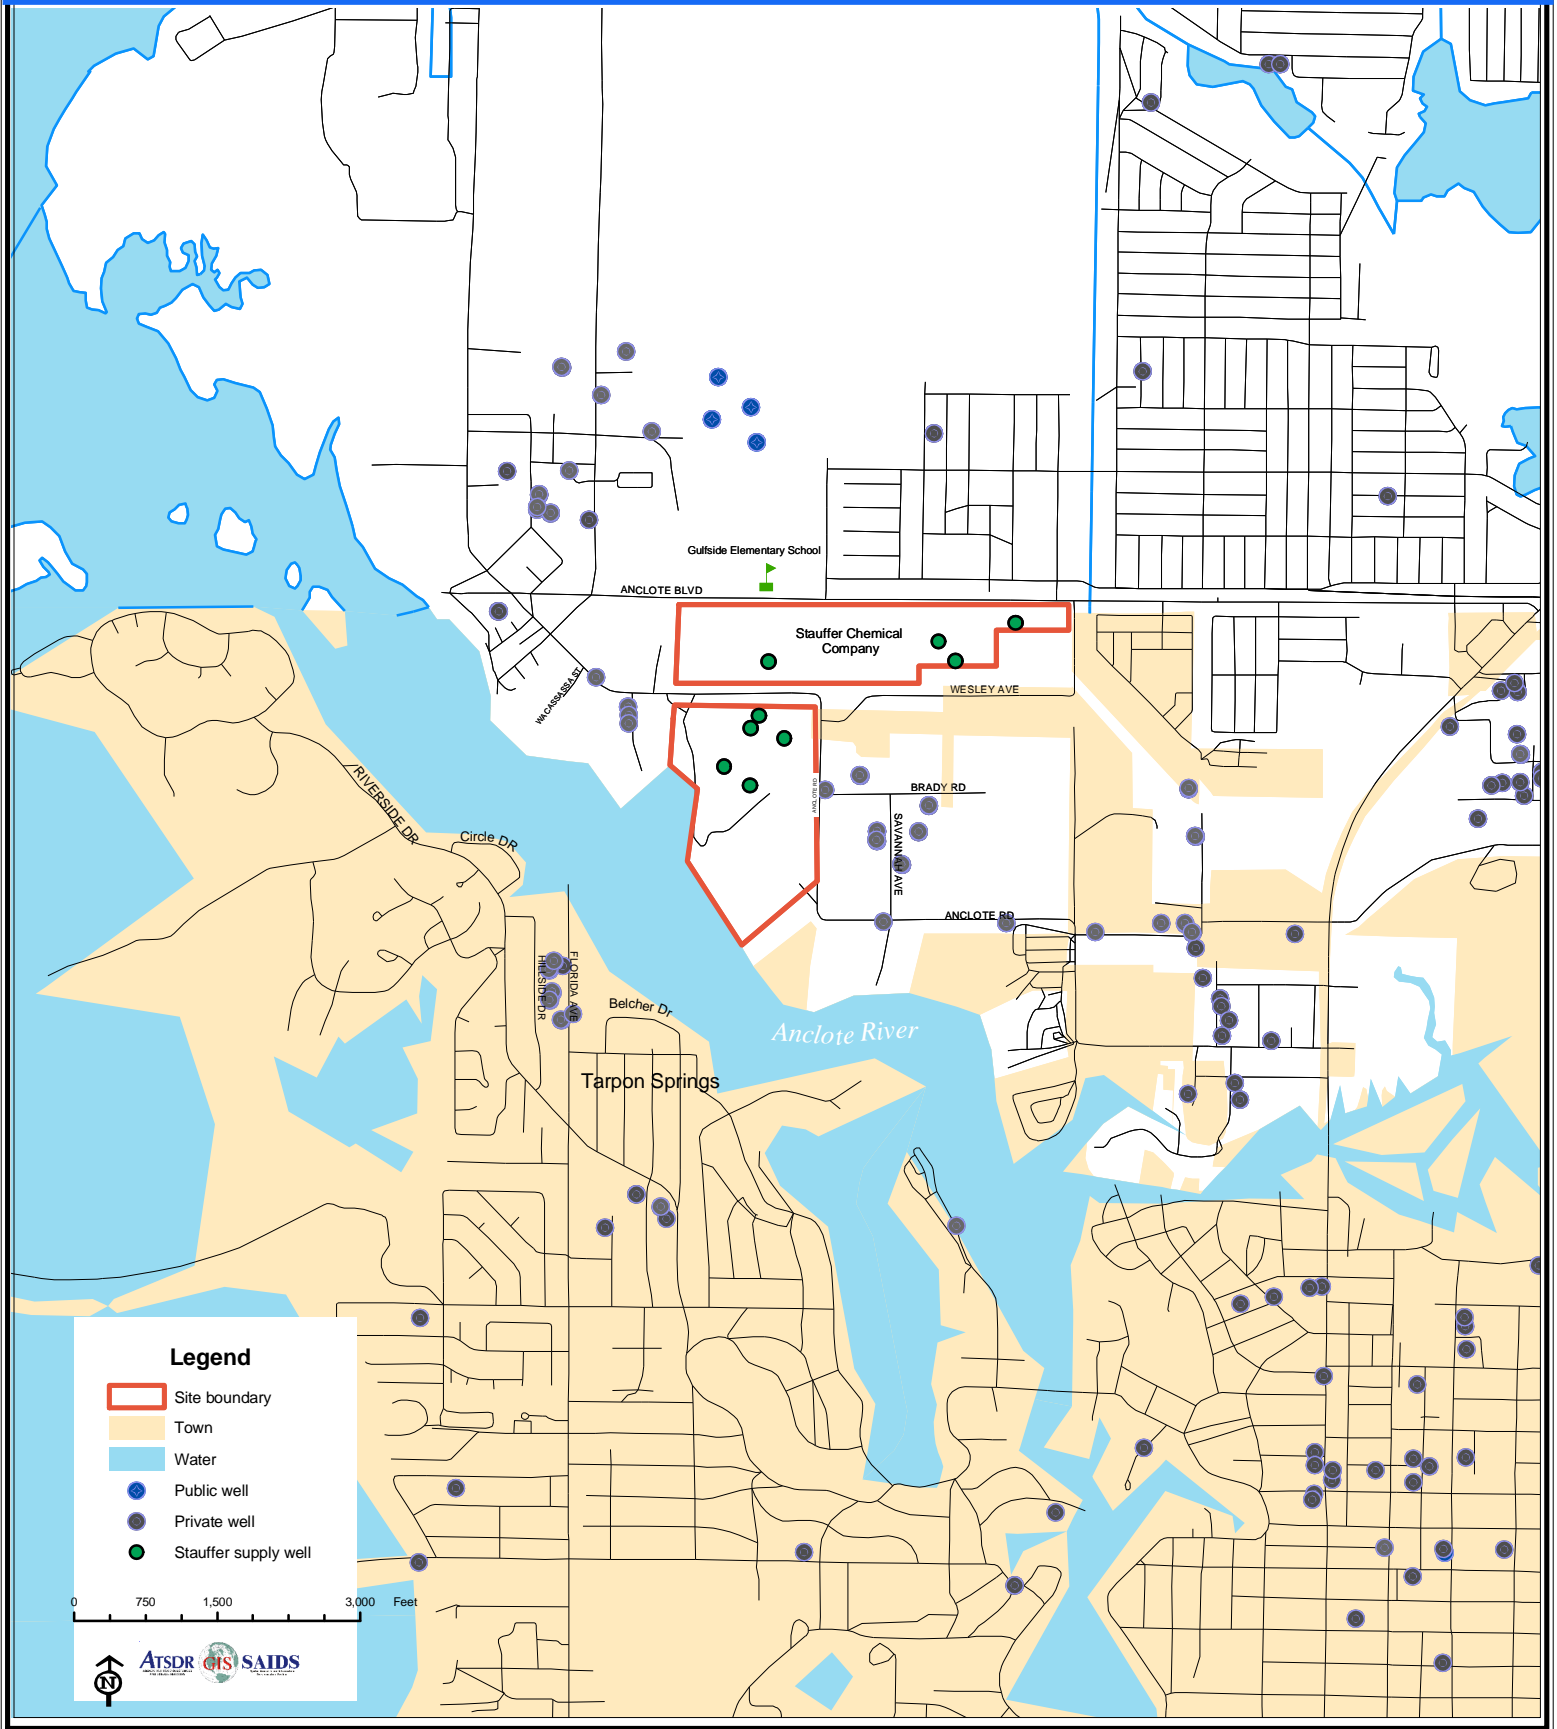 Gulfside Elementary School
ANCLOTE BLVD
Stauffer Chemical
Company
WESLEY AVE
WACASSASSA ST
ANCLOTE RD
BRADY RD
SAVANNAH AVE
RIVERSIDE DR
Circle DR
ANCLOTE RD
HILLSIDE DR
FLORIDA AVE
Belcher Dr
Anclote River
Tarpon Springs
Legend
Site boundary
Town
Water
Public well
Private well
Stauffer supply well
0 750 1,500 3,000 Feet
N
ATSDR GIS SAIDS